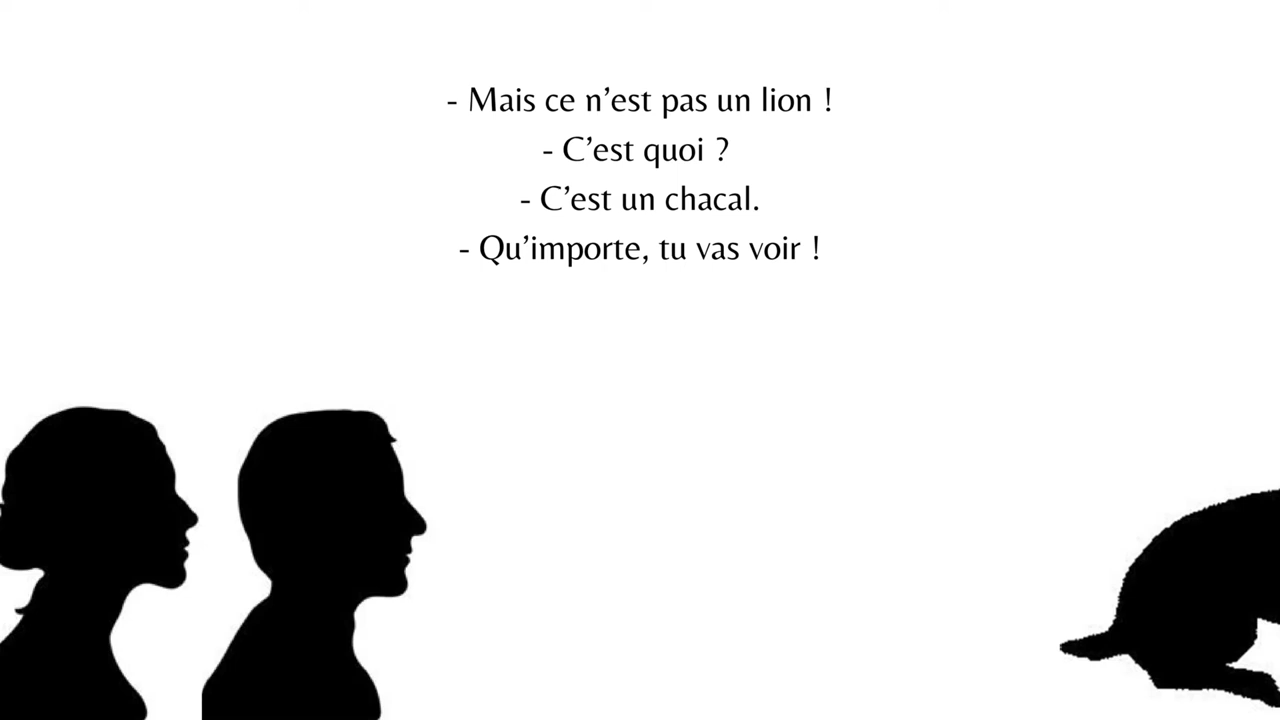 - Mais ce n’est pas un lion !
- C’est quoi ?
- C’est un chacal.
- Qu’importe, tu vas voir !